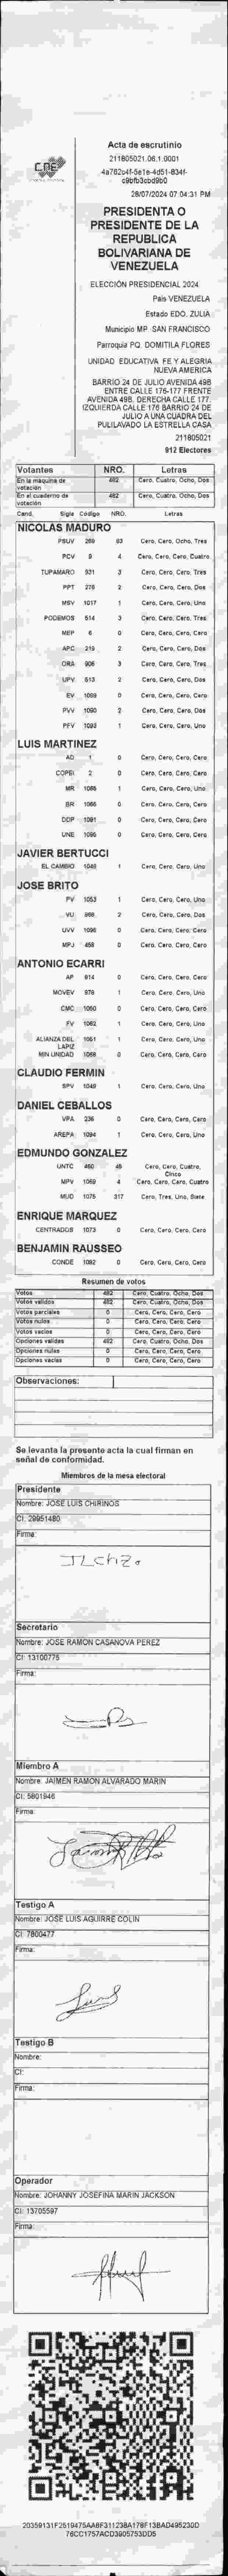 CNE
Acta de escrutinio
211805021.06.1.0001
4a762b4f-5e1e-4d51-834f-
c9bfb3cbd9b0
28/07/2024 07:04:31 PM
PRESIDENTA O
PRESIDENTE DE LA
REPUBLICA
BOLIVARIANA DE
VENEZUELA
ELECCIÓN PRESIDENCIAL 2024
País VENEZUELA
Estado EDO. ZULIA
Municipio MP. SAN FRANCISCO
Parroquia PQ. DOMITILA FLORES
UNIDAD EDUCATIVA FE Y ALEGRIA
NUEVA AMERICA
BARRIO 24 DE JULIO AVENIDA 49B
ENTRE CALLE 176-177 FRENTE
AVENIDA 49B. DERECHA CALLE 177.
IZQUIERDA CALLE 176 BARRIO 24 DE
JULIO A UNA CUADRA DEL
PULILAVADO LA ESTRELLA CASA
211805021
912 Electores
Votantes NRO. Letras
En la máquina de votación 482 Cero, Cuatro, Ocho, Dos
En el cuaderno de votación 482 Cero, Cuatro, Ocho, Dos
Cand. Sigla Código NRO. Letras
NICOLAS MADURO
PSUV 269 83 Cero, Cero, Ocho, Tres
PCV 9 4 Cero, Cero, Cero, Cuatro
TUPAMARO 931 3 Cero, Cero, Cero, Tres
PPT 276 2 Cero, Cero, Cero, Dos
MSV 1017 1 Cero, Cero, Cero, Uno
PODEMOS 514 3 Cero, Cero, Cero, Tres
MEP 6 0 Cero, Cero, Cero, Cero
APC 219 2 Cero, Cero, Cero, Dos
ORA 906 3 Cero, Cero, Cero, Tres
UPV 513 2 Cero, Cero, Cero, Dos
EV 1069 0 Cero, Cero, Cero, Cero
PVV 1090 2 Cero, Cero, Cero, Dos
PFV 1093 1 Cero, Cero, Cero, Uno
LUIS MARTINEZ
AD 1 0 Cero, Cero, Cero, Cero
COPEI 2 0 Cero, Cero, Cero, Cero
MR 1065 1 Cero, Cero, Cero, Uno
BR 1066 0 Cero, Cero, Cero, Cero
DDP 1091 0 Cero, Cero, Cero, Cero
UNE 1095 0 Cero, Cero, Cero, Cero
JAVIER BERTUCCI
EL CAMBIO 1048 1 Cero, Cero, Cero, Uno
JOSE BRITO
PV 1053 1 Cero, Cero, Cero, Uno
VU 969 2 Cero, Cero, Cero, Dos
UVV 1096 0 Cero, Cero, Cero, Cero
MPJ 458 0 Cero, Cero, Cero, Cero
ANTONIO ECARRI
AP 914 0 Cero, Cero, Cero, Cero
MOVEV 979 1 Cero, Cero, Cero, Uno
CMC 1060 0 Cero, Cero, Cero, Cero
FV 1062 1 Cero, Cero, Cero, Uno
ALIANZA DEL LAPIZ 1051 1 Cero, Cero, Cero, Uno
MIN UNIDAD 1068 0 Cero, Cero, Cero, Cero
CLAUDIO FERMIN
SPV 1049 1 Cero, Cero, Cero, Uno
DANIEL CEBALLOS
VPA 236 0 Cero, Cero, Cero, Cero
AREPA 1094 1 Cero, Cero, Cero, Uno
EDMUNDO GONZALEZ
UNTC 460 45 Cero, Cero, Cuatro, Cinco
MPV 1059 4 Cero, Cero, Cero, Cuatro
MUD 1075 317 Cero, Tres, Uno, Siete
ENRIQUE MARQUEZ
CENTRADOS 1073 0 Cero, Cero, Cero, Cero
BENJAMIN RAUSSEO
CONDE 1092 0 Cero, Cero, Cero, Cero
Resumen de votos
Votos 482 Cero, Cuatro, Ocho, Dos
Votos válidos 482 Cero, Cuatro, Ocho, Dos
Votos parciales 0 Cero, Cero, Cero, Cero
Votos nulos 0 Cero, Cero, Cero, Cero
Votos vacíos 0 Cero, Cero, Cero, Cero
Opciones válidas 482 Cero, Cuatro, Ocho, Dos
Opciones nulas 0 Cero, Cero, Cero, Cero
Opciones vacías 0 Cero, Cero, Cero, Cero
Observaciones:
Se levanta la presente acta la cual firman en
señal de conformidad.
Miembros de la mesa electoral
Presidente
Nombre: JOSE LUIS CHIRINOS
CI: 29951480
Firma:
Secretario
Nombre: JOSE RAMON CASANOVA PEREZ
CI: 13100775
Firma:
Miembro A
Nombre: JAIMEN RAMON ALVARADO MARIN
CI: 5801946
Firma:
Testigo A
Nombre: JOSE LUIS AGUIRRE COLIN
CI: 7800477
Firma:
Testigo B
Nombre:
CI:
Firma:
Operador
Nombre: JOHANNY JOSEFINA MARIN JACKSON
CI: 13705597
Firma: